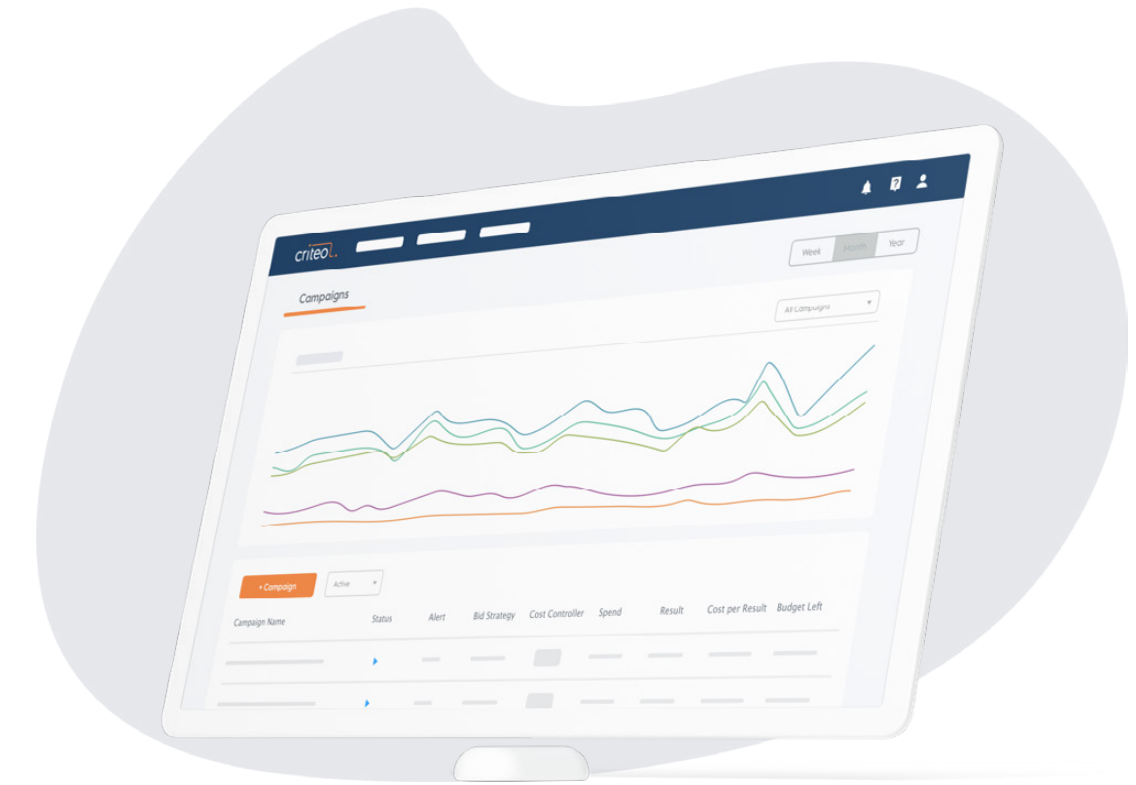 criteo
Week Month Year
Campaigns
All Campaigns
+ Campaign Active
Campaign Name Status Alert Bid Strategy Cost Controller Spend Result Cost per Result Budget Left